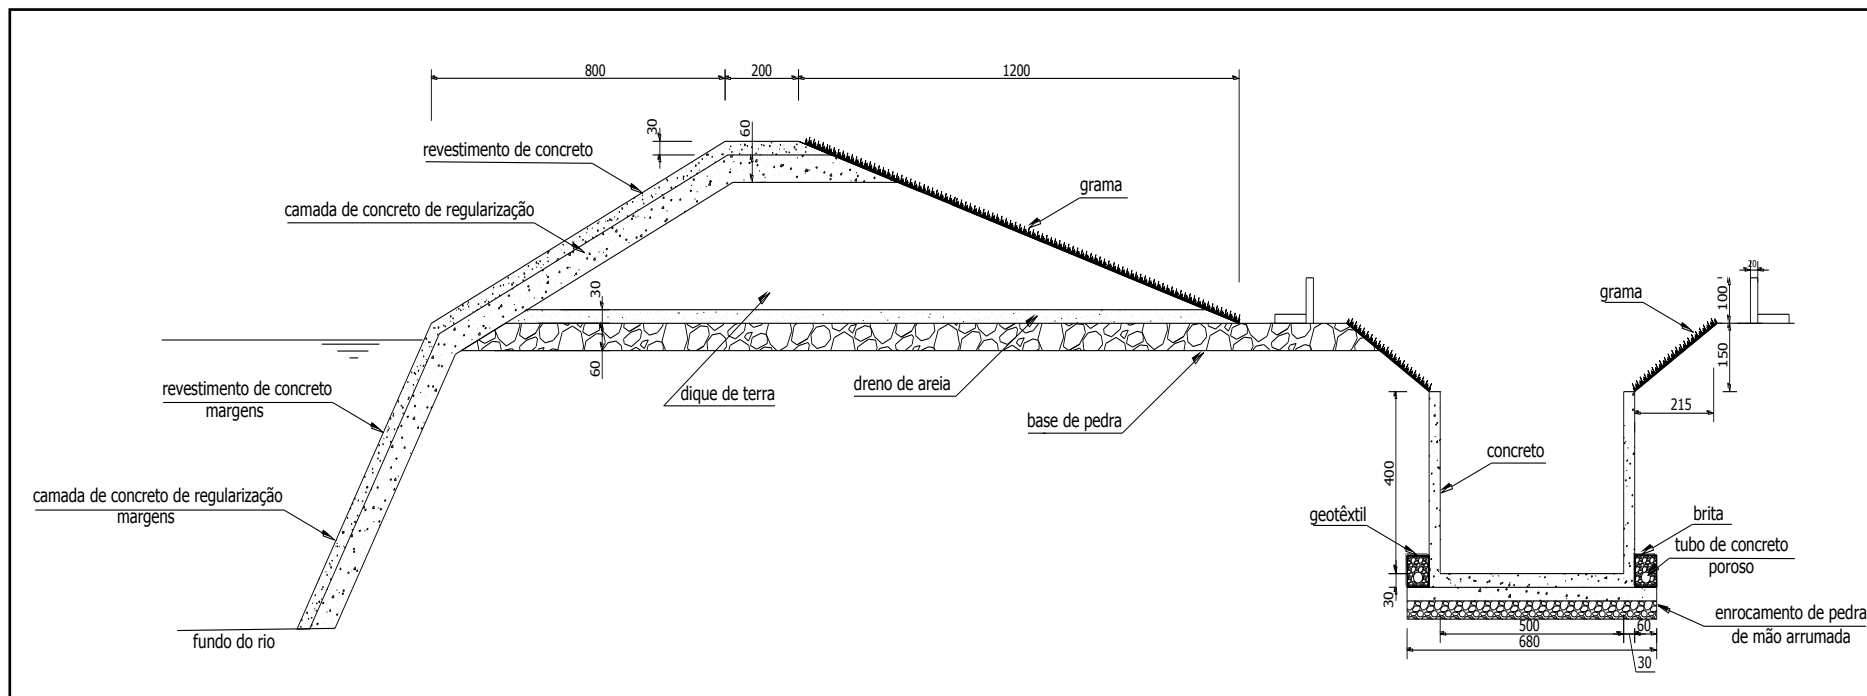 800
200
1200
30
60
revestimento de concreto
grama
camada de concreto de regularização
20
100
grama
30
150
60
revestimento de concreto
margens
dique de terra
dreno de areia
base de pedra
215
concreto
400
camada de concreto de regularização
margens
geotêxtil
brita
tubo de concreto
poroso
30
enrocamento de pedra
de mão arrumada
500
60
680
30
fundo do rio